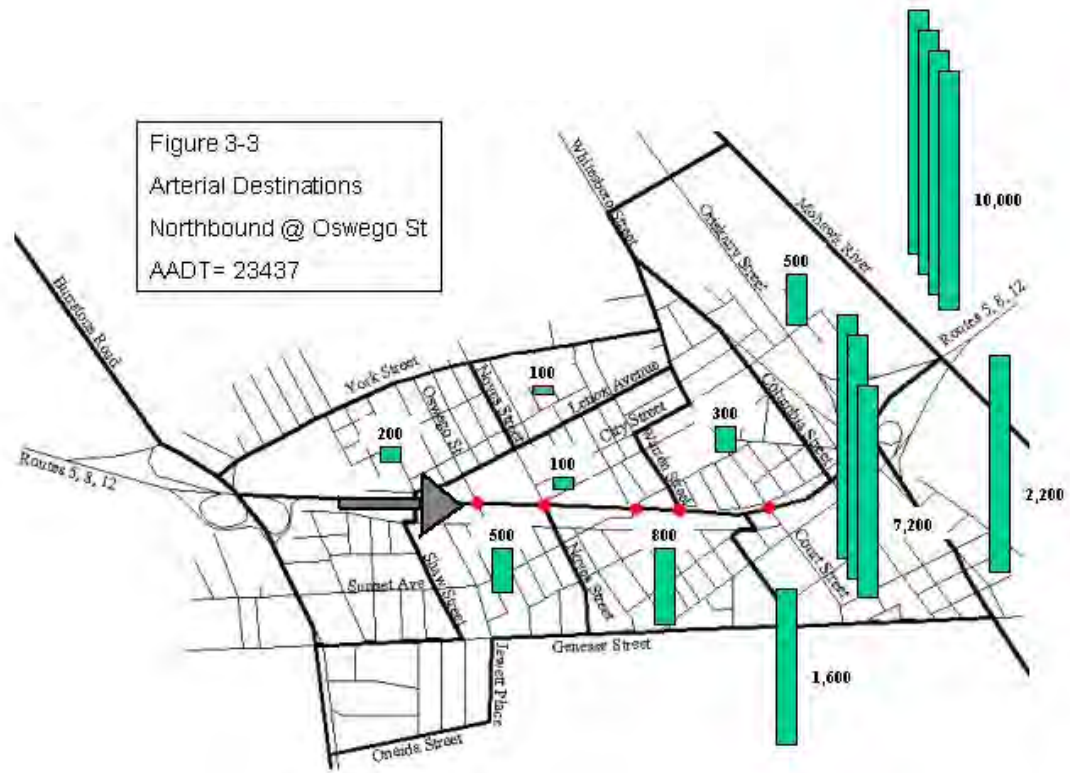 Figure 3-3
Arterial Destinations
Northbound @ Oswego St
AADT= 23437
10,000
Whitesboro Street
Oriskany Street
Mohawk River
500
Routes 5, 8, 12
Burrstone Road
York Street
100
Oswego St
Noyes Street
Lenox Avenue
City Street
Columbia Street
300
200
Warren Street
Routes 5, 8, 12
100
2,200
7,200
500
800
Court Street
Shaw Street
Noyes Street
Sunset Ave
Genesee Street
1,600
Jewett Place
Oneida Street